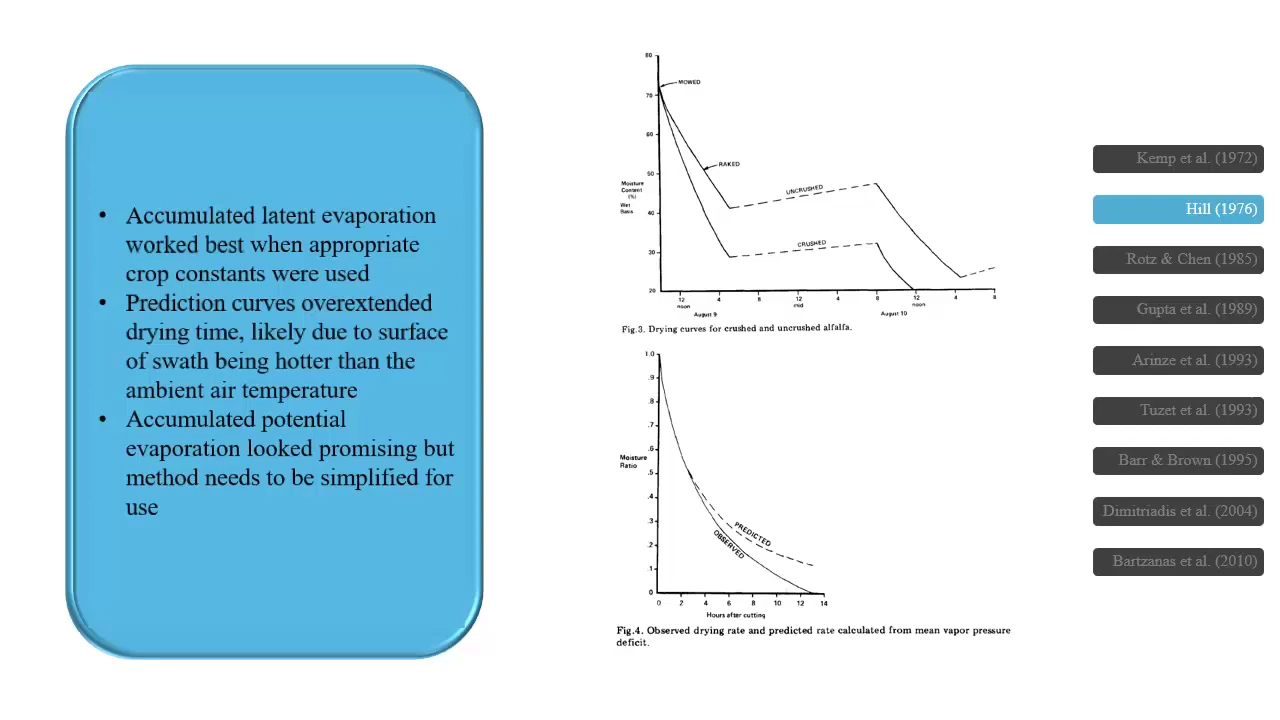 • Accumulated latent evaporation
worked best when appropriate
crop constants were used
• Prediction curves overextended
drying time, likely due to surface
of swath being hotter than the
ambient air temperature
• Accumulated potential
evaporation looked promising but
method needs to be simplified for
use
80
70
60
50
40
30
20
Moisture
Content
(%)
Wet
Basis
MOWED
RAKED
UNCRUSHED
CRUSHED
12 4 8 12 4 8 12 4 8
noon mid noon
August 9 August 10
Fig.3. Drying curves for crushed and uncrushed alfalfa.
1.0
.9
.8
.7
.6
.5
.4
.3
.2
.1
0
Moisture
Ratio
PREDICTED
OBSERVED
0 2 4 6 8 10 12 14
Hours after cutting
Fig.4. Observed drying rate and predicted rate calculated from mean vapor pressure
deficit.
Kemp et al. (1972)
Hill (1976)
Rotz & Chen (1985)
Gupta et al. (1989)
Arinze et al. (1993)
Tuzet et al. (1993)
Barr & Brown (1995)
Dimitriadis et al. (2004)
Bartzanas et al. (2010)